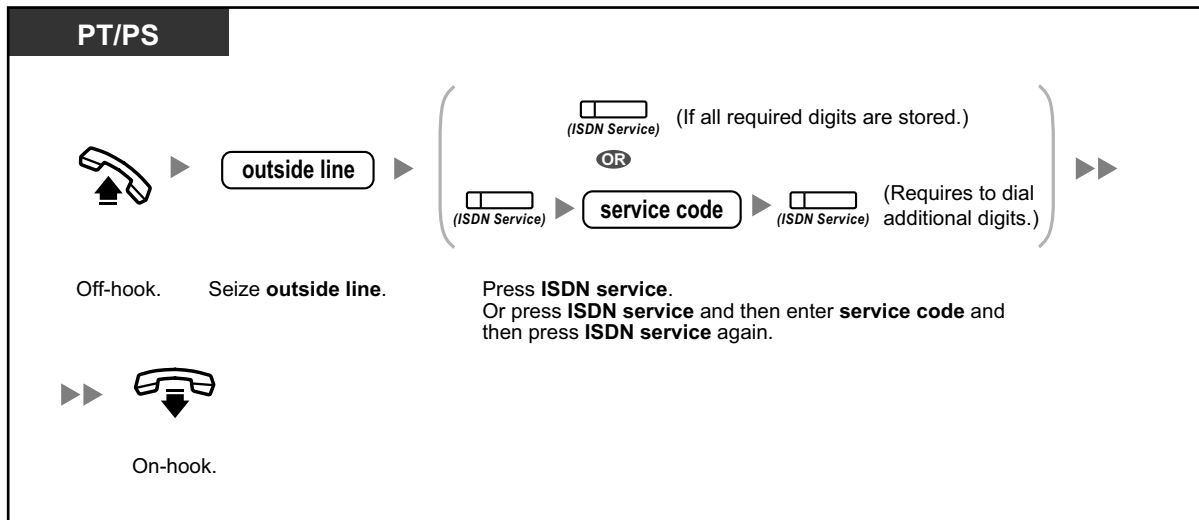 PT/PS
(ISDN Service)
(If all required digits are stored.)
OR
outside line
(ISDN Service)
service code
(ISDN Service)
(Requires to dial
additional digits.)
Off-hook.
Seize outside line.
Press ISDN service.
Or press ISDN service and then enter service code and
then press ISDN service again.
On-hook.